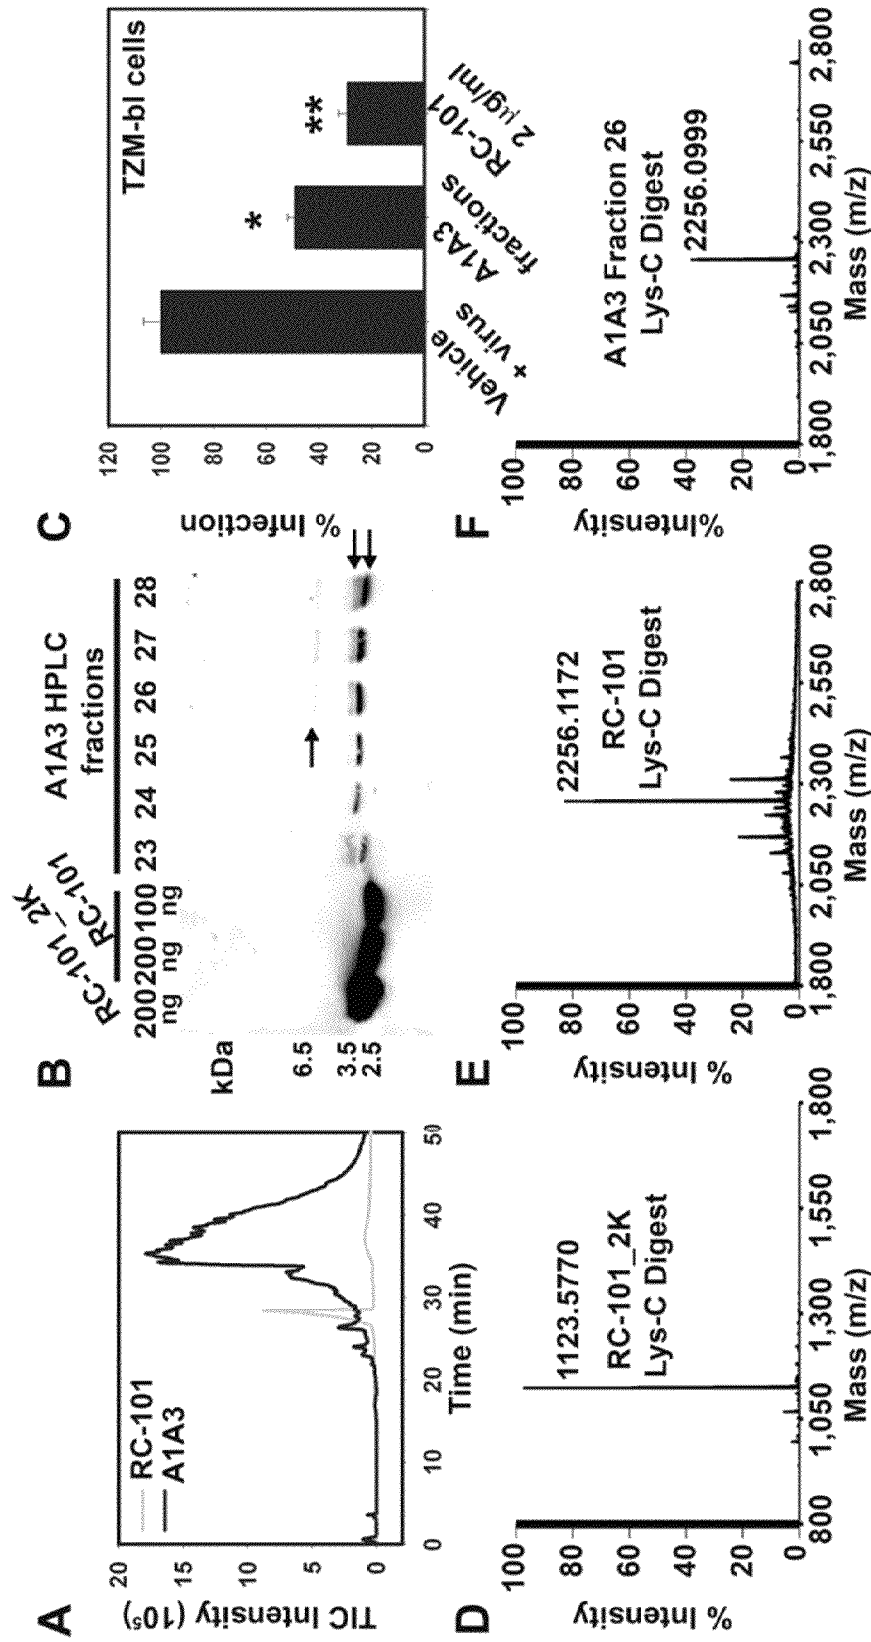 A
20
15
10
5
0
TIC Intensity (10⁵)
RC-101
A1A3
0
10
20
30
40
50
Time (min)
B
RC-101_2K
RC-101
A1A3 HPLC
fractions
200 200 100 23 24 25 26 27 28
ng ng ng
kDa
6.5
3.5
2.5
C
120
100
80
60
40
20
0
% Infection
TZM-bl cells
*
**
Vehicle
+ virus
A1A3
fractions
RC-101
2 µg/ml
D
100
80
60
40
20
0
% Intensity
1123.5770
RC-101_2K
Lys-C Digest
800
1,050
1,300
1,550
1,800
Mass (m/z)
E
100
80
60
40
20
0
% Intensity
2256.1172
RC-101
Lys-C Digest
1,800
2,050
2,300
2,550
2,800
Mass (m/z)
F
100
80
60
40
20
0
%Intensity
A1A3 Fraction 26
Lys-C Digest
2256.0999
1,800
2,050
2,300
2,550
2,800
Mass (m/z)